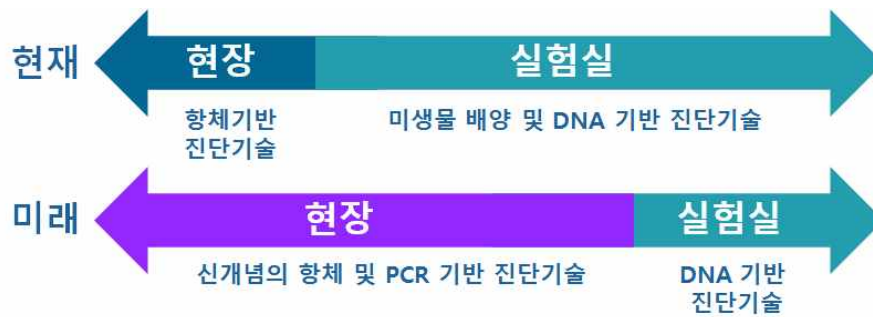 현재
현장
실험실
항체기반
진단기술
미생물 배양 및 DNA 기반 진단기술
미래
현장
실험실
신개념의 항체 및 PCR 기반 진단기술
DNA 기반
진단기술